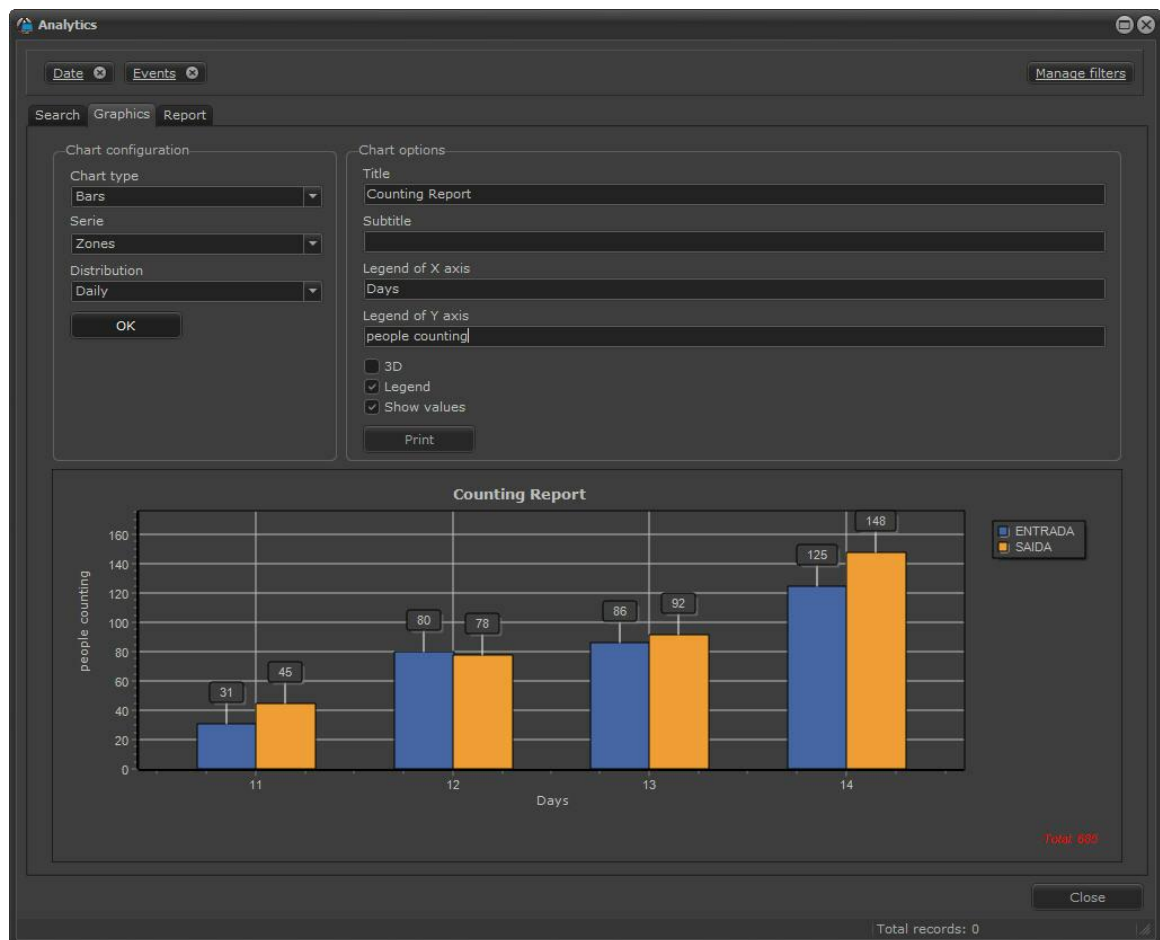 Analytics
Date Events Manage filters
Search Graphics Report
Chart configuration
Chart type
Bars
Serie
Zones
Distribution
Daily
OK
Chart options
Title
Counting Report
Subtitle
Legend of X axis
Days
Legend of Y axis
people counting
3D
Legend
Show values
Print
Counting Report
people counting
160
140
120
100
80
60
40
20
0
31
45
80
78
86
92
125
148
11 12 13 14
Days
ENTRADA
SAIDA
Total: 685
Close
Total records: 0